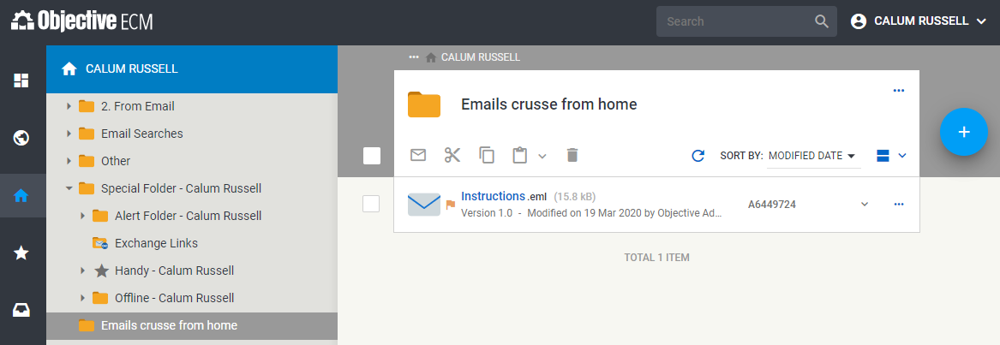 Objective ECM
Search
CALUM RUSSELL
CALUM RUSSELL
2. From Email
Email Searches
Other
Special Folder - Calum Russell
Alert Folder - Calum Russell
Exchange Links
Handy - Calum Russell
Offline - Calum Russell
Emails crusse from home
... CALUM RUSSELL
Emails crusse from home
SORT BY: MODIFIED DATE
Instructions .eml (15.8 kB)
Version 1.0 - Modified on 19 Mar 2020 by Objective Ad...
A6449724
TOTAL 1 ITEM